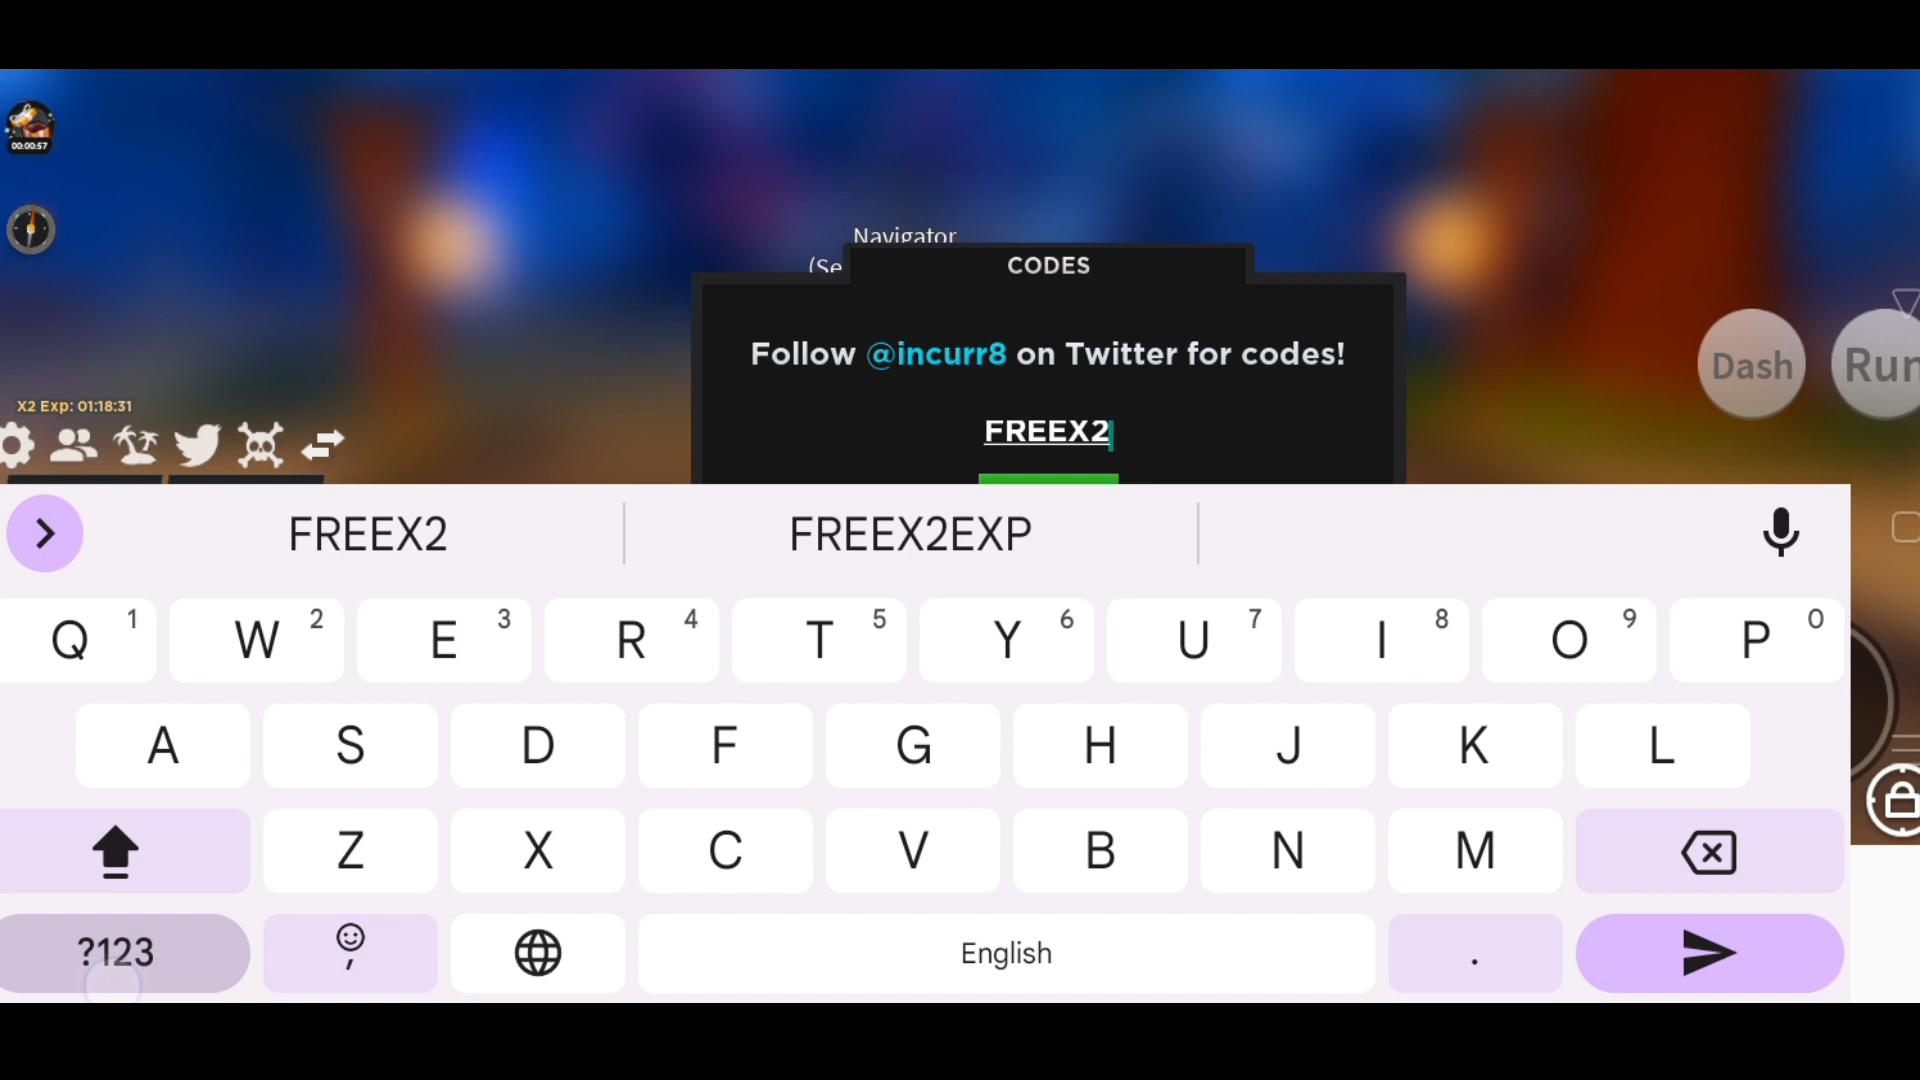 00:00:57
Navigator
(Se
CODES
Follow @incurr8 on Twitter for codes!
Dash
Run
X2 Exp: 01:18:31
FREEX2
FREEX2 FREEX2EXP
Q 1 W 2 E 3 R 4 T 5 Y 6 U 7 I 8 O 9 P 0
A S D F G H J K L
Z X C V B N M
?123 , English .